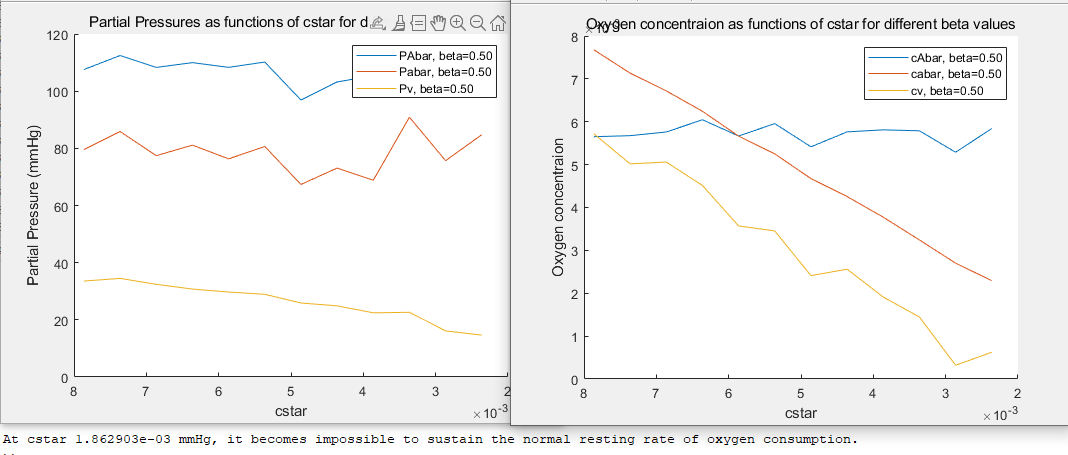 Partial Pressures as functions of cstar for d
120
100
80
60
40
20
0
Partial Pressure (mmHg)
PAbar, beta=0.50
Pabar, beta=0.50
Pv, beta=0.50
8 7 6 5 4 3 2
cstar
×10-3
Oxygen concentraion as functions of cstar for different beta values
8
7
6
5
4
3
2
1
0
Oxygen concentraion
cAbar, beta=0.50
cabar, beta=0.50
cv, beta=0.50
8 7 6 5 4 3 2
cstar
×10-3
At cstar 1.862903e-03 mmHg, it becomes impossible to sustain the normal resting rate of oxygen consumption.